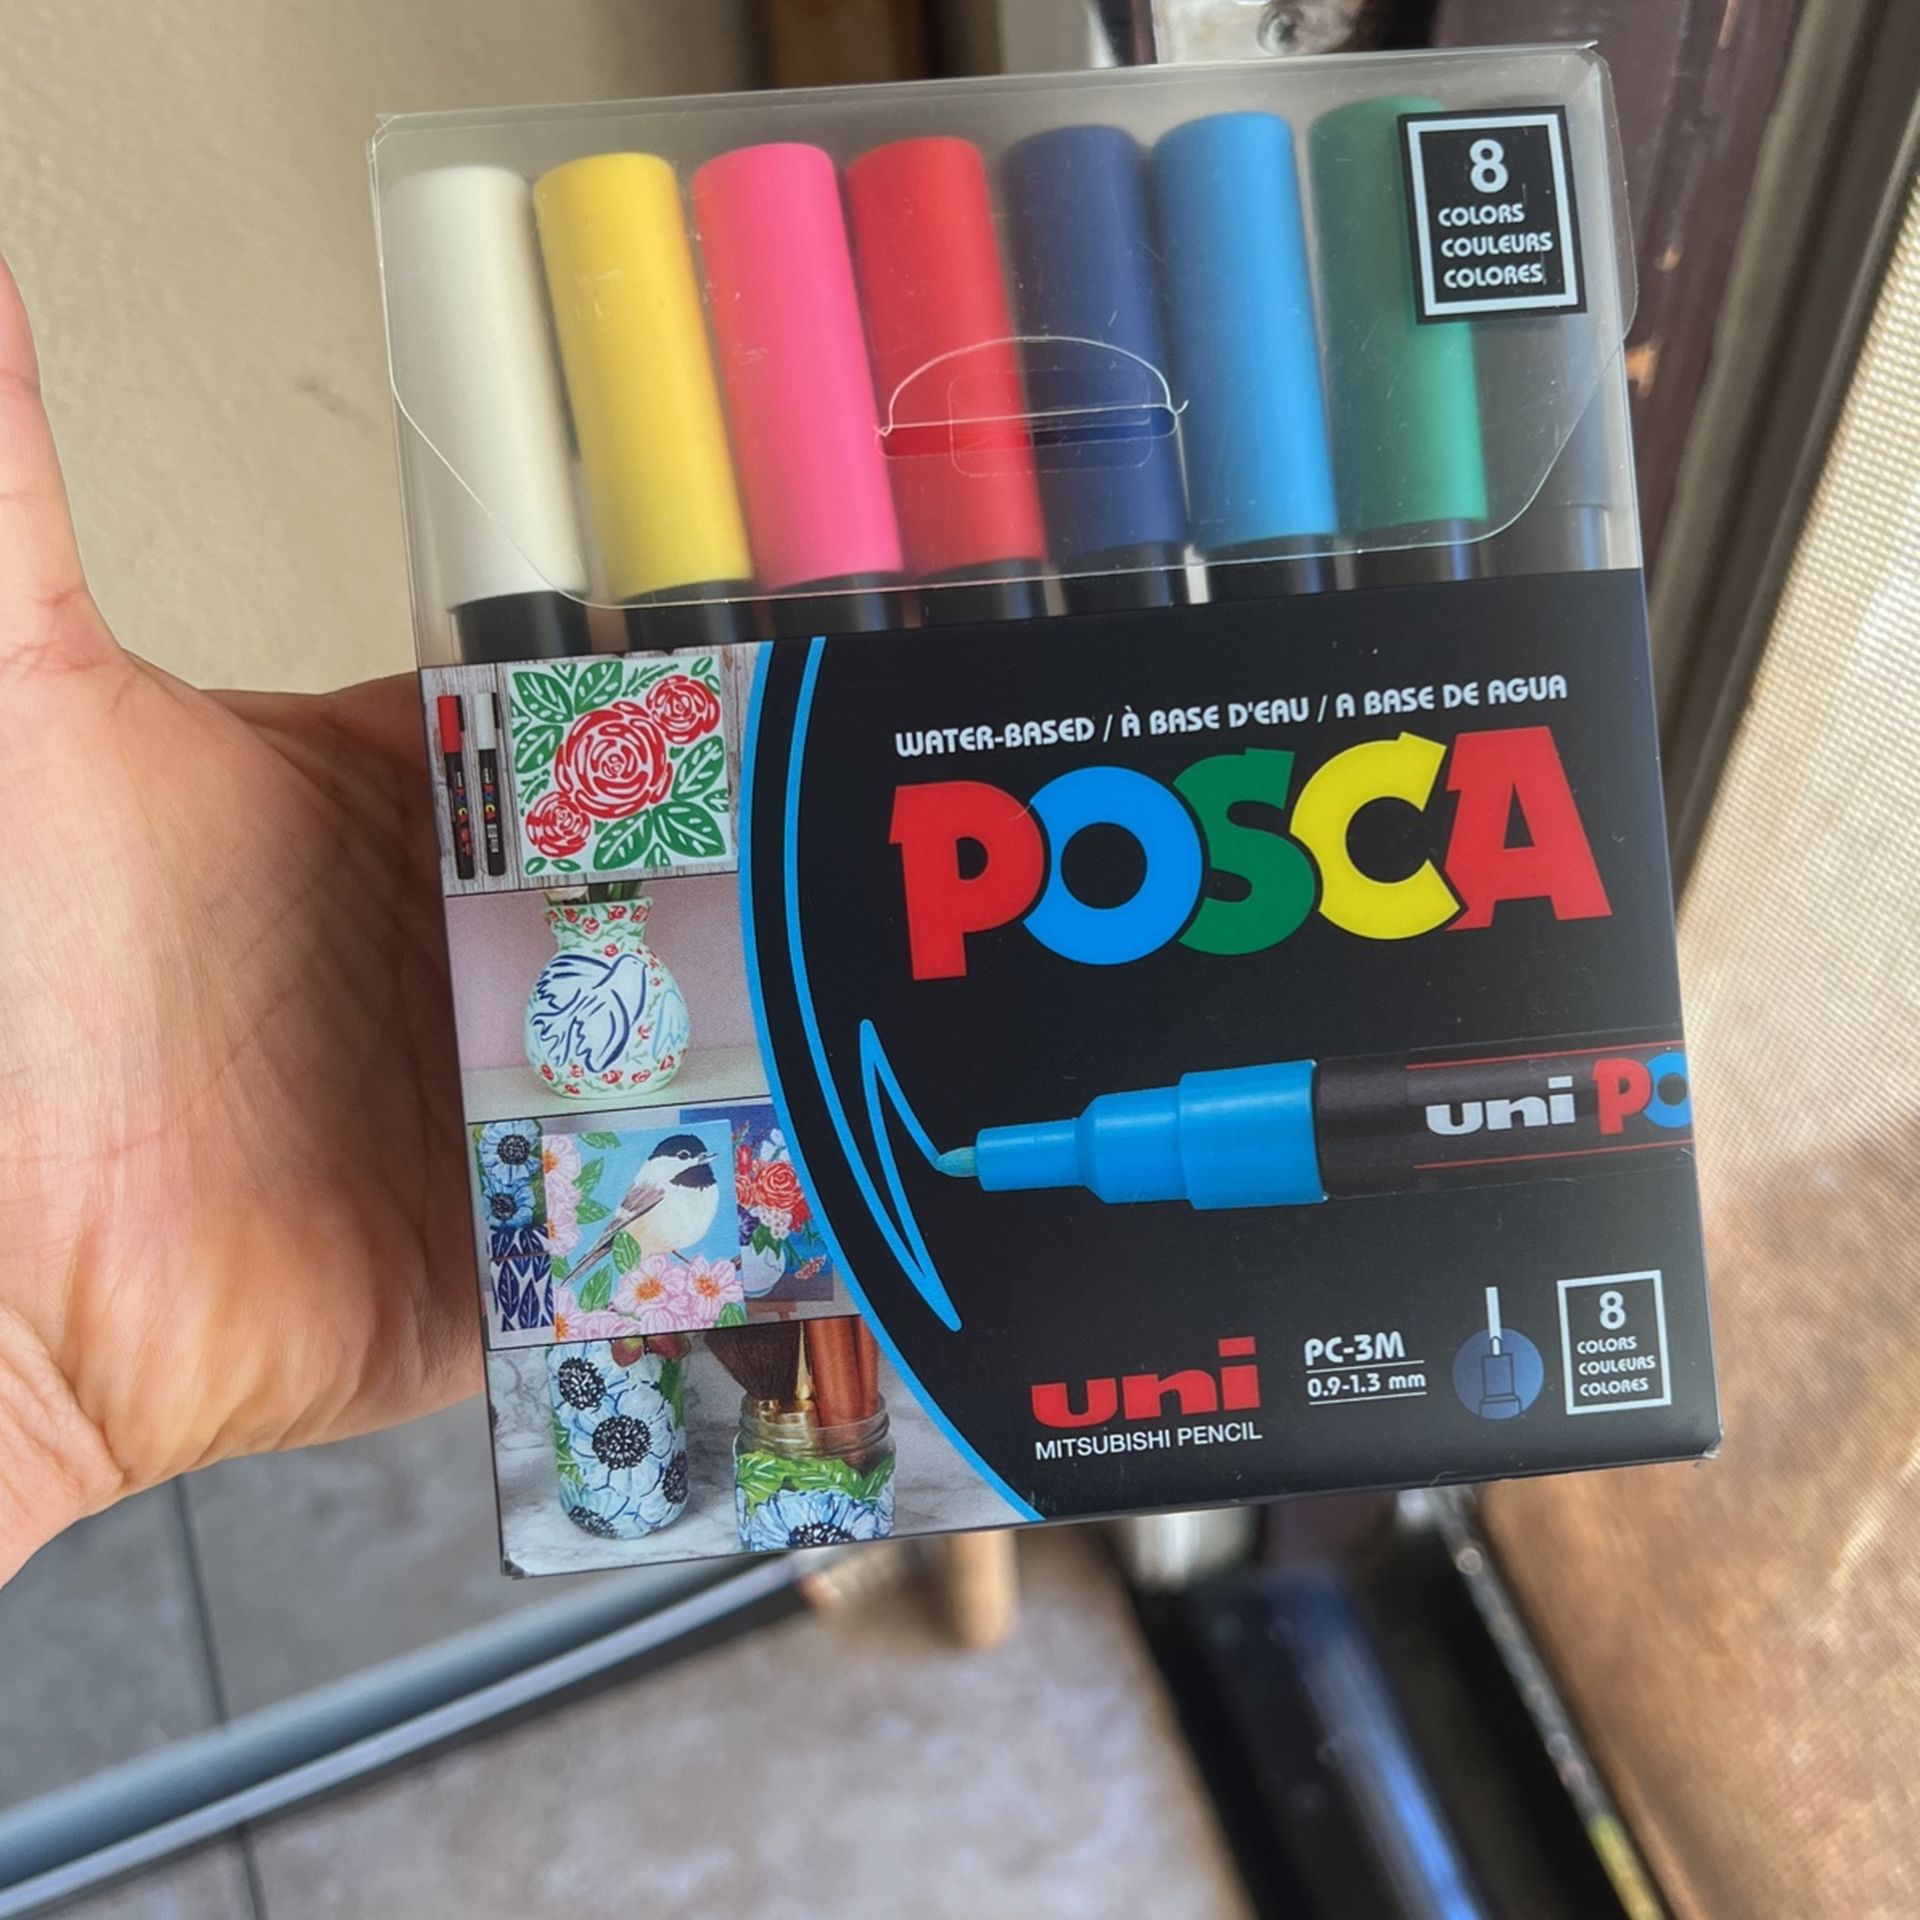 8
COLORS
COULEURS
COLORES
WATER-BASED / À BASE D'EAU / A BASE DE AGUA
POSCA
uni PO
uni
MITSUBISHI PENCIL
PC-3M
0.9-1.3 mm
8
COLORS
COULEURS
COLORES